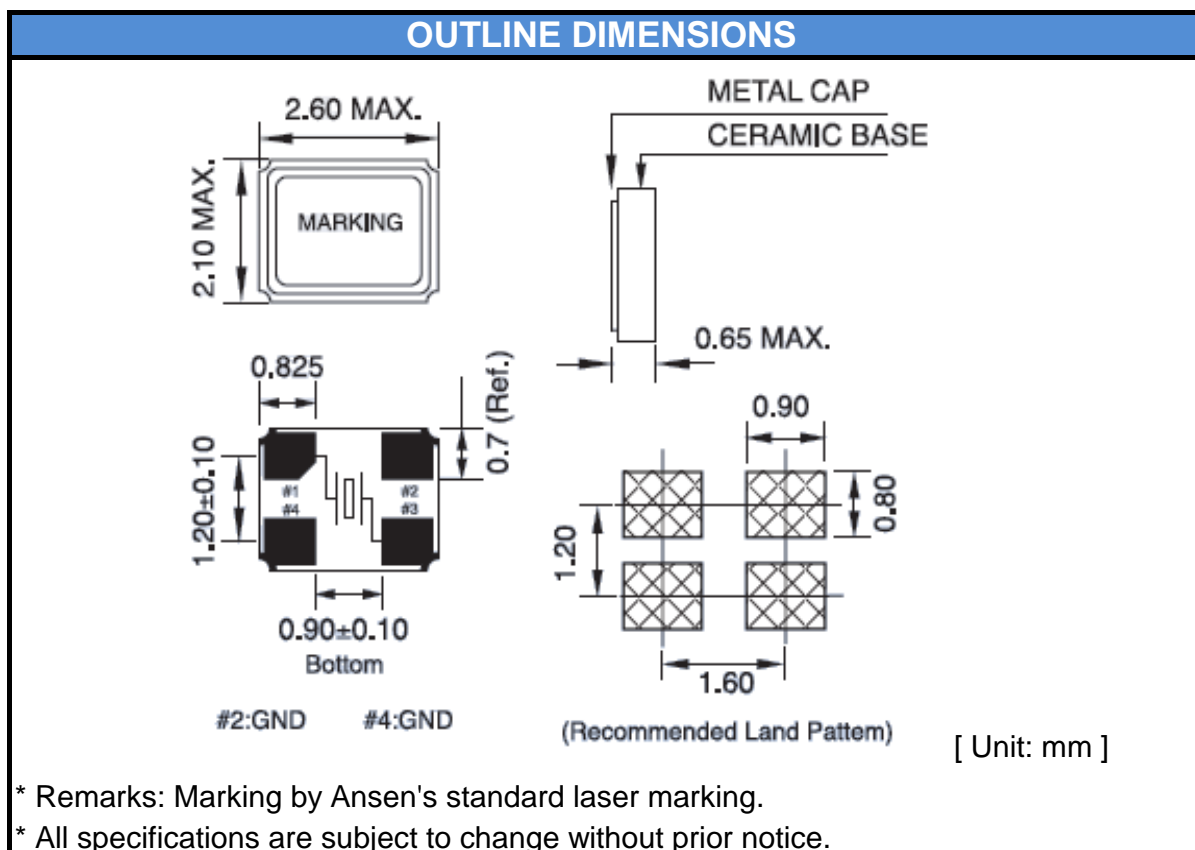 OUTLINE DIMENSIONS
2.60 MAX.
2.10 MAX.
MARKING
METAL CAP
CERAMIC BASE
0.65 MAX.
0.825
0.7 (Ref.)
1.20±0.10
#1
#2
#4
#3
0.90±0.10
Bottom
#2:GND #4:GND
0.90
0.80
1.20
1.60
(Recommended Land Pattem)
[ Unit: mm ]
* Remarks: Marking by Ansen's standard laser marking.
* All specifications are subject to change without prior notice.